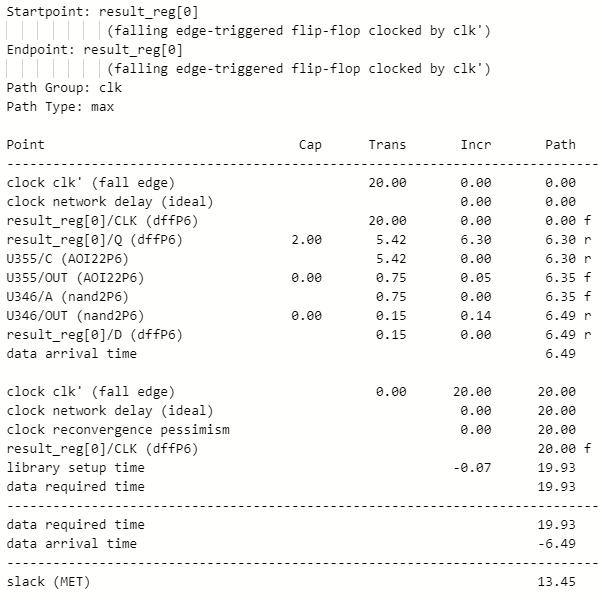 Startpoint: result_reg[0]
(falling edge-triggered flip-flop clocked by clk')
Endpoint: result_reg[0]
(falling edge-triggered flip-flop clocked by clk')
Path Group: clk
Path Type: max
Point Cap Trans Incr Path
--------------------------------------------------------------------------
clock clk' (fall edge) 20.00 0.00 0.00
clock network delay (ideal) 0.00 0.00
result_reg[0]/CLK (dffP6) 20.00 0.00 0.00 f
result_reg[0]/Q (dffP6) 2.00 5.42 6.30 6.30 r
U355/C (AOI22P6) 5.42 0.00 6.30 r
U355/OUT (AOI22P6) 0.00 0.75 0.05 6.35 f
U346/A (nand2P6) 0.75 0.00 6.35 f
U346/OUT (nand2P6) 0.00 0.15 0.14 6.49 r
result_reg[0]/D (dffP6) 0.15 0.00 6.49 r
data arrival time 6.49
clock clk' (fall edge) 0.00 20.00 20.00
clock network delay (ideal) 0.00 20.00
clock reconvergence pessimism 0.00 20.00
result_reg[0]/CLK (dffP6) 20.00 f
library setup time -0.07 19.93
data required time 19.93
--------------------------------------------------------------------------
data required time 19.93
data arrival time -6.49
--------------------------------------------------------------------------
slack (MET) 13.45